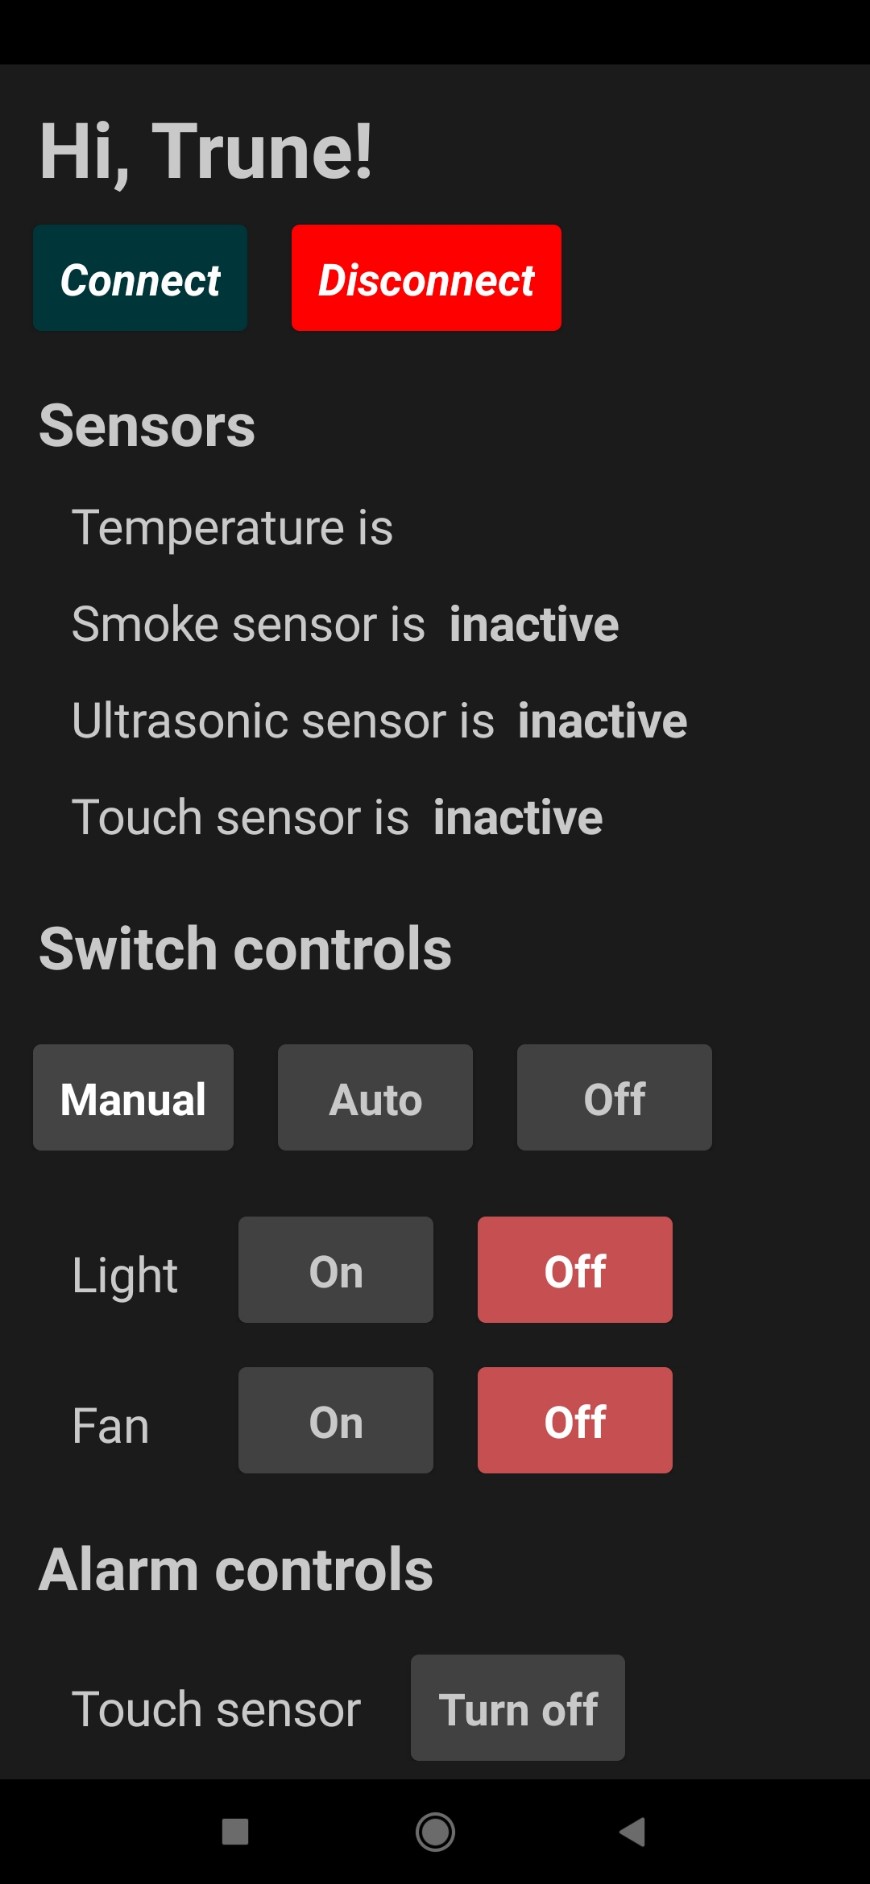 Hi, Trune!
Connect Disconnect
Sensors
Temperature is
Smoke sensor is inactive
Ultrasonic sensor is inactive
Touch sensor is inactive
Switch controls
Manual Auto Off
Light On Off
Fan On Off
Alarm controls
Touch sensor Turn off